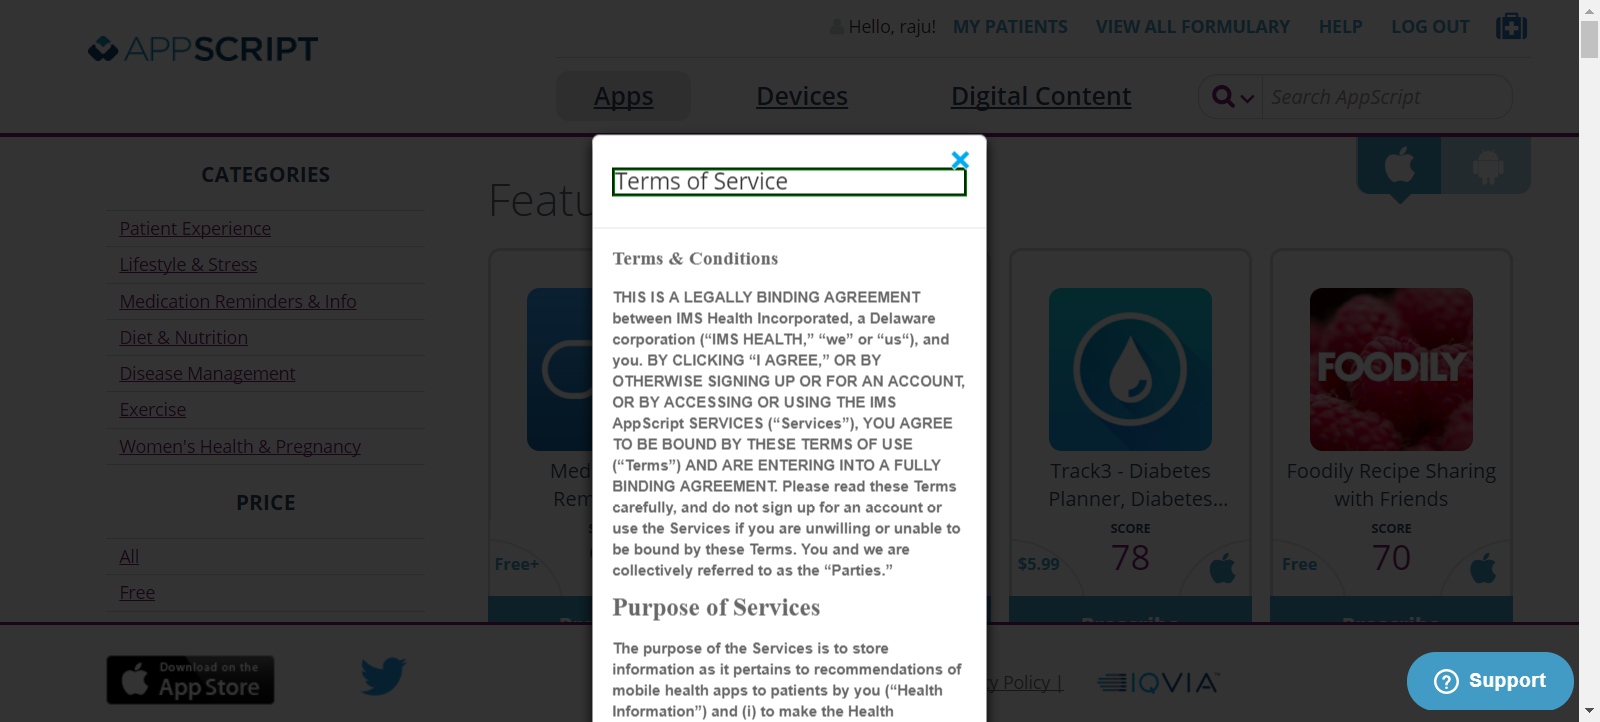 APPSCRIPT
Hello, raju!
MY PATIENTS
VIEW ALL FORMULARY
HELP
LOG OUT
Apps
Devices
Digital Content
Search AppScript
CATEGORIES
Patient Experience
Lifestyle & Stress
Medication Reminders & Info
Diet & Nutrition
Disease Management
Exercise
Women's Health & Pregnancy
PRICE
All
Free
Terms of Service
Terms & Conditions
THIS IS A LEGALLY BINDING AGREEMENT
between IMS Health Incorporated, a Delaware
corporation (“IMS HEALTH,” “we” or “us“), and
you. BY CLICKING “I AGREE,” OR BY
OTHERWISE SIGNING UP OR FOR AN ACCOUNT,
OR BY ACCESSING OR USING THE IMS
AppScript SERVICES (“Services”), YOU AGREE
TO BE BOUND BY THESE TERMS OF USE
(“Terms”) AND ARE ENTERING INTO A FULLY
BINDING AGREEMENT. Please read these Terms
carefully, and do not sign up for an account or
use the Services if you are unwilling or unable to
be bound by these Terms. You and we are
collectively referred to as the “Parties.”
Purpose of Services
The purpose of the Services is to store
information as it pertains to recommendations of
mobile health apps to patients by you (“Health
Information”) and (i) to make the Health
Free+
Track3 - Diabetes
Planner, Diabetes...
SCORE
78
$5.99
Prescribe
FOODILY
Foodily Recipe Sharing
with Friends
SCORE
70
Free
Prescribe
Download on the
App Store
Policy |
IQVIA
Support